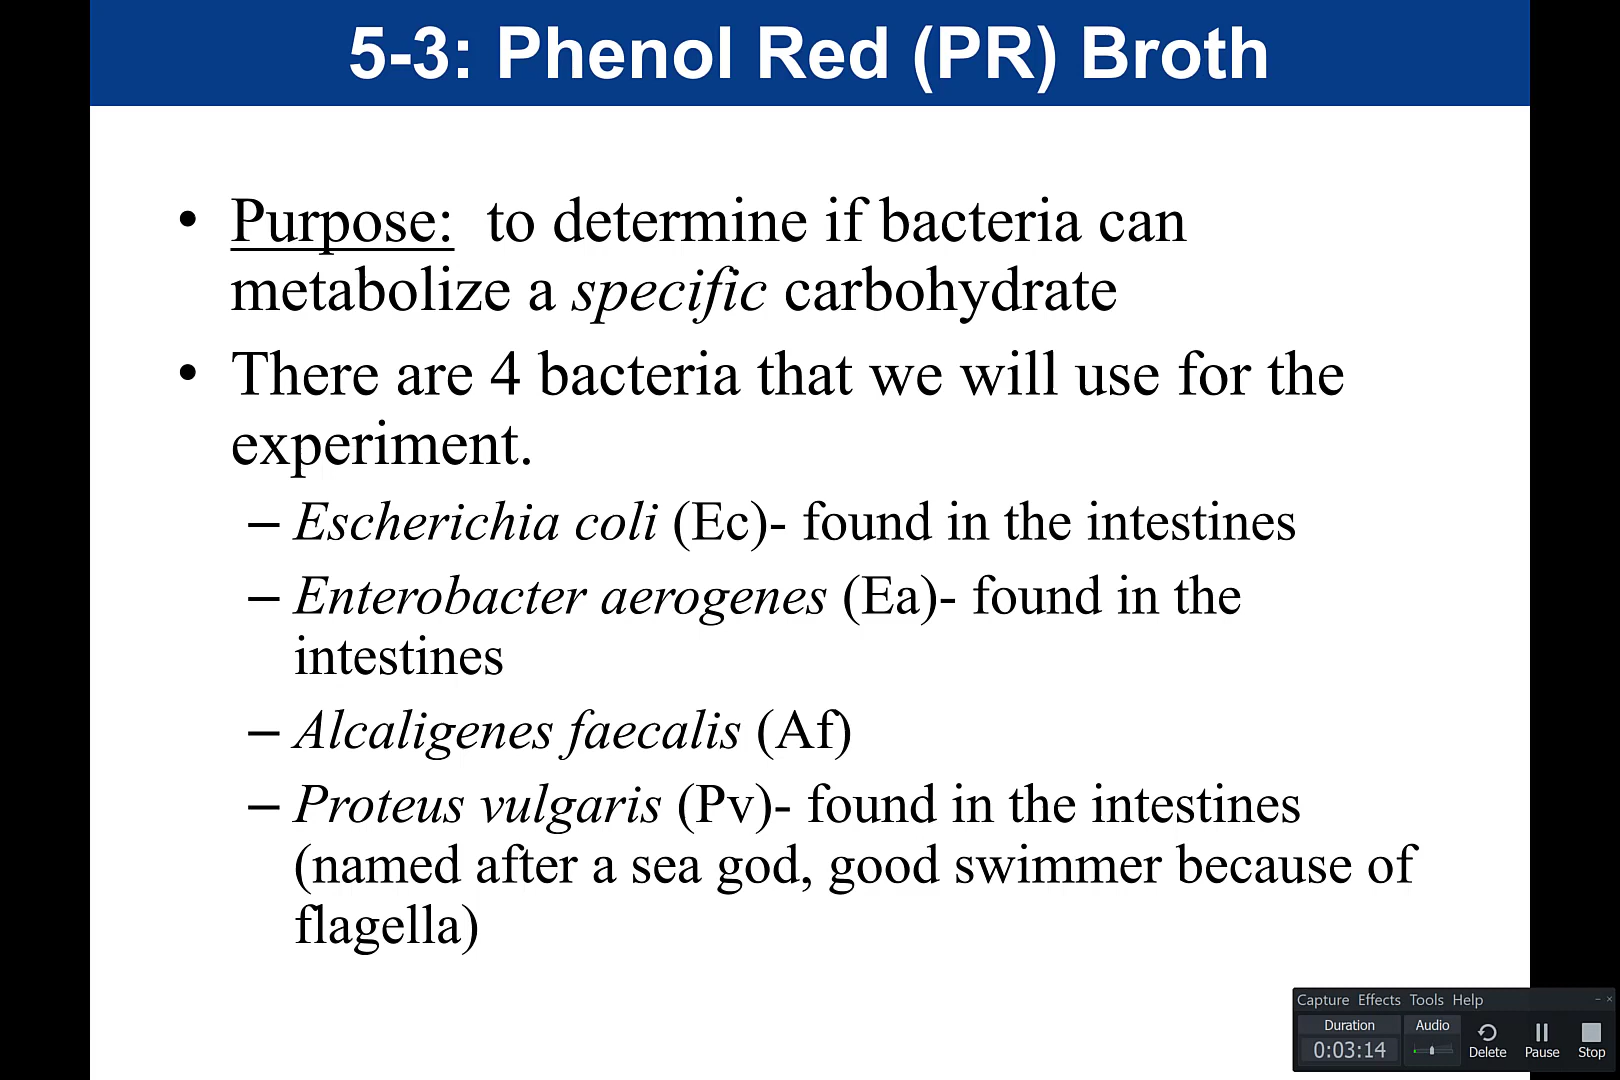 5-3: Phenol Red (PR) Broth
• Purpose: to determine if bacteria can
metabolize a specific carbohydrate
• There are 4 bacteria that we will use for the
experiment.
– Escherichia coli (Ec)- found in the intestines
– Enterobacter aerogenes (Ea)- found in the
intestines
– Alcaligenes faecalis (Af)
– Proteus vulgaris (Pv)- found in the intestines
(named after a sea god, good swimmer because of
flagella)
Capture Effects Tools Help
Duration Audio
0:03:14 Delete Pause Stop